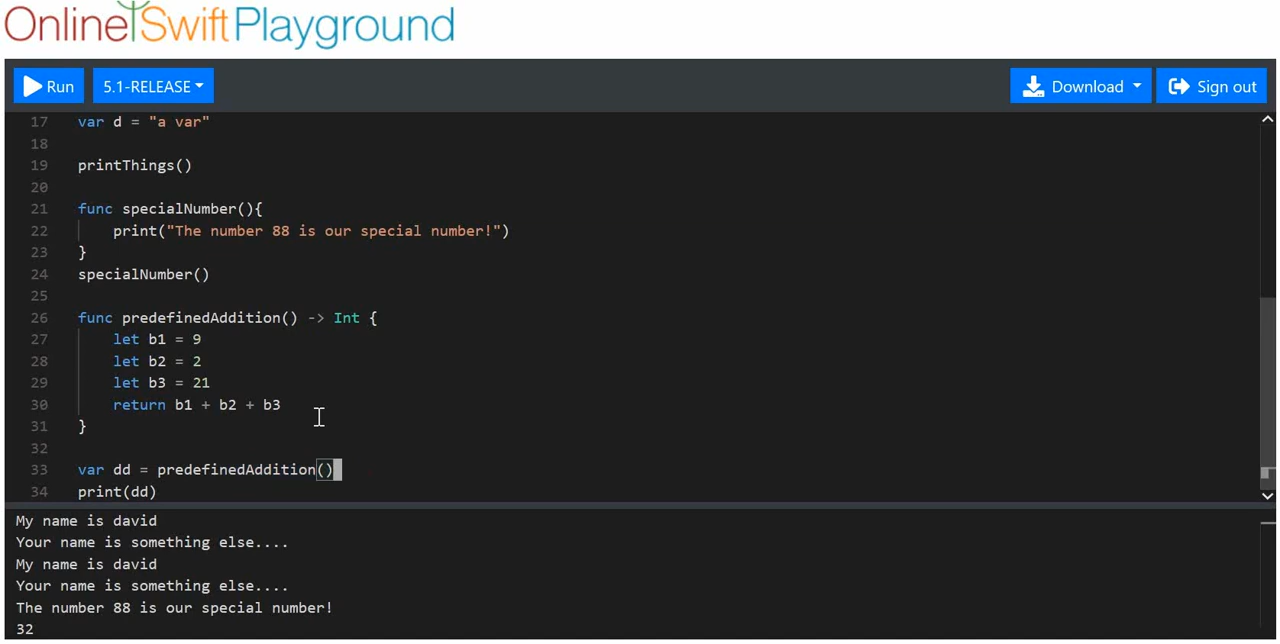 OnlineSwiftPlayground
Run
5.1-RELEASE
Download
Sign out
17 var d = "a var"
18
19 printThings()
20
21 func specialNumber(){
22     print("The number 88 is our special number!")
23 }
24 specialNumber()
25
26 func predefinedAddition() -> Int {
27     let b1 = 9
28     let b2 = 2
29     let b3 = 21
30     return b1 + b2 + b3
31 }
32
33 var dd = predefinedAddition()
34 print(dd)
My name is david
Your name is something else....
My name is david
Your name is something else....
The number 88 is our special number!
32